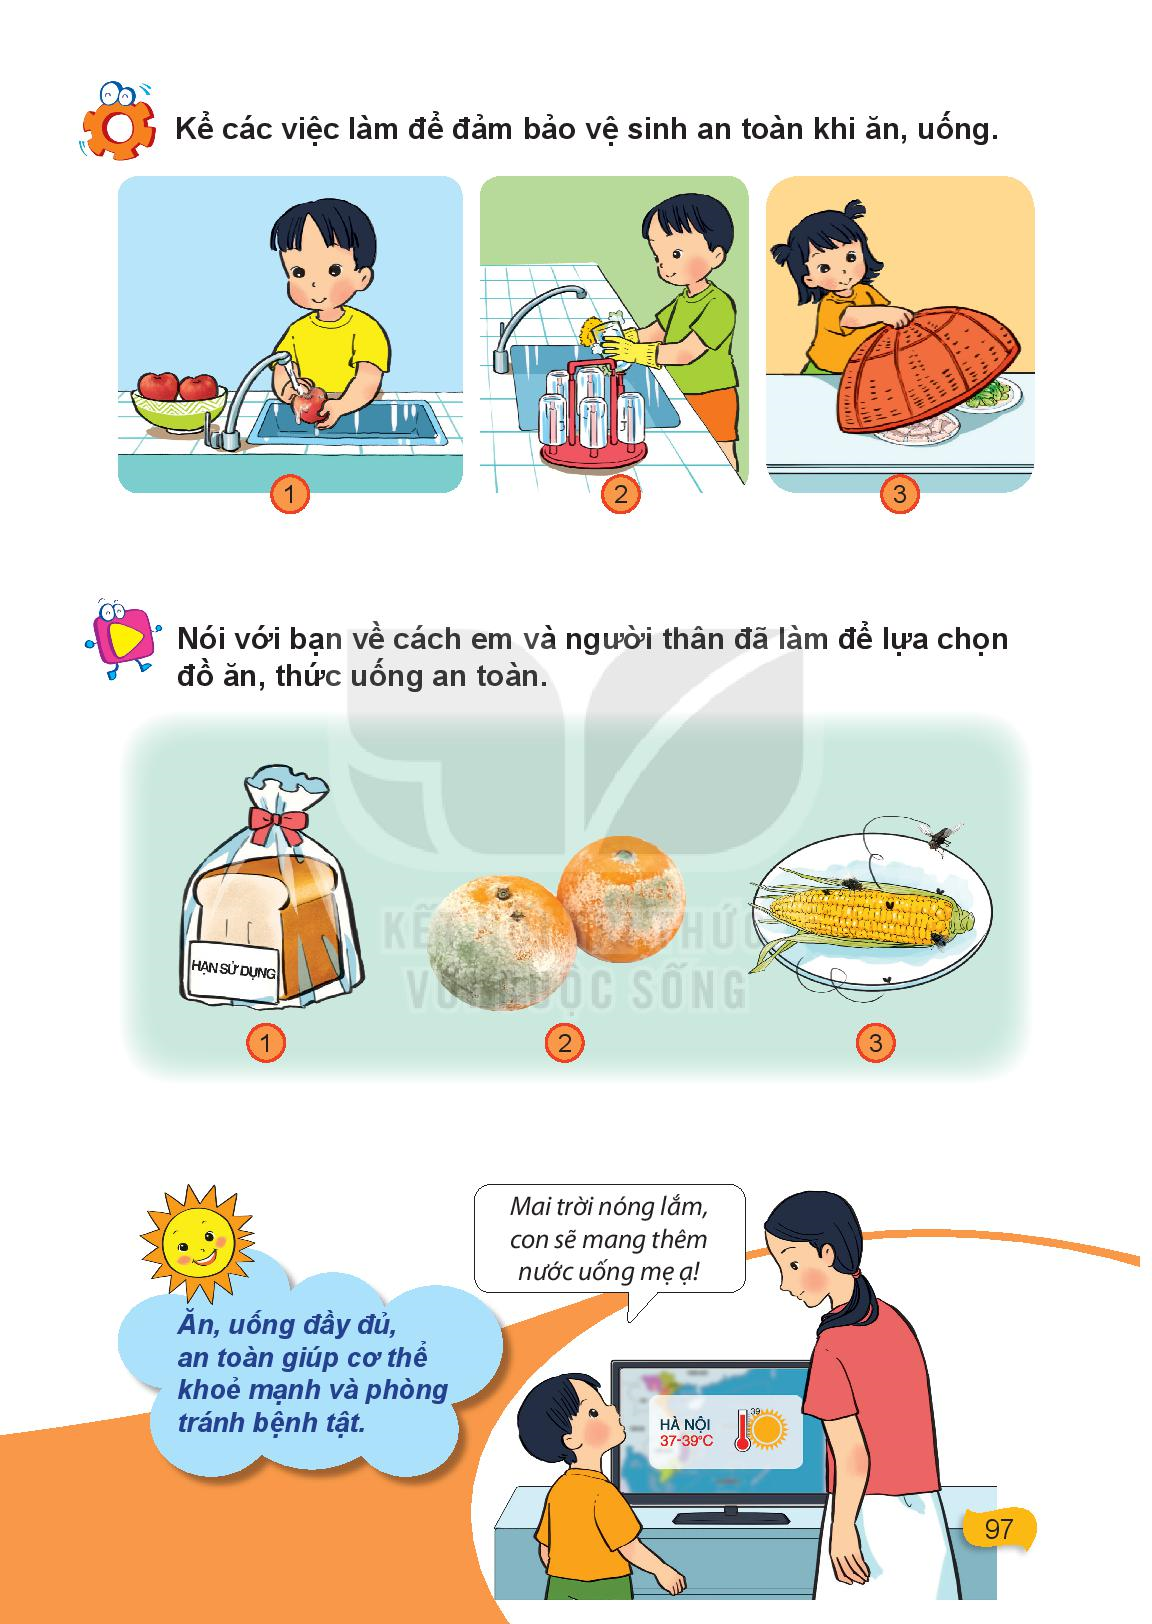 Kể các việc làm để đảm bảo vệ sinh an toàn khi ăn, uống.
1
2
3
Nói với bạn về cách em và người thân đã làm để lựa chọn
đồ ăn, thức uống an toàn.
HẠN SỬ DỤNG
1
2
3
Mai trời nóng lắm,
con sẽ mang thêm
nước uống mẹ ạ!
Ăn, uống đầy đủ,
an toàn giúp cơ thể
khoẻ mạnh và phòng
tránh bệnh tật.
HÀ NỘI
37-39°C
39
97